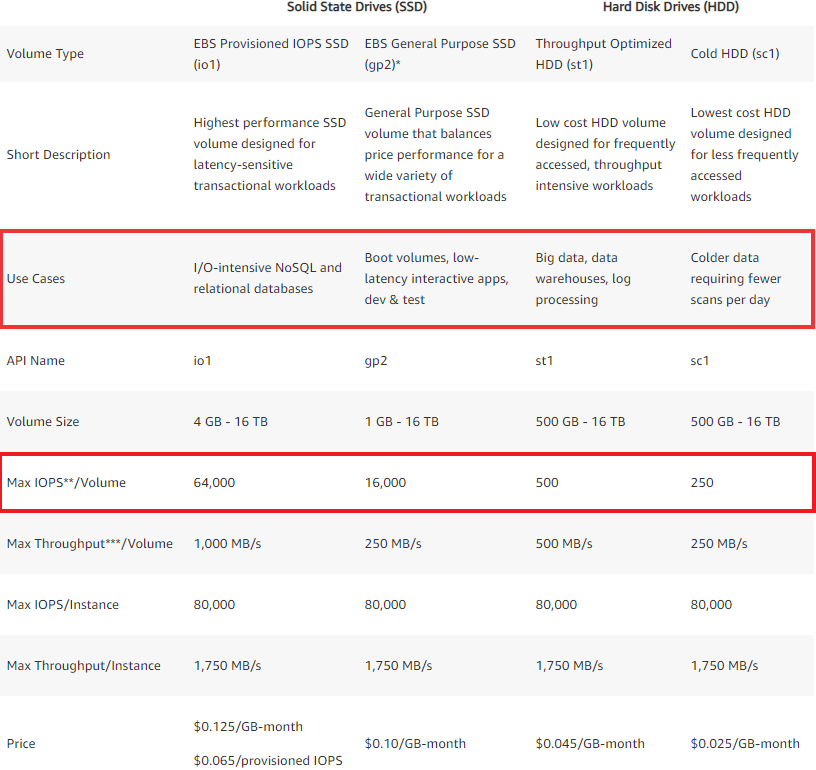 Solid State Drives (SSD) Hard Disk Drives (HDD)
Volume Type
EBS Provisioned IOPS SSD
(io1)
EBS General Purpose SSD
(gp2)*
Throughput Optimized
HDD (st1)
Cold HDD (sc1)
Short Description
Highest performance SSD
volume designed for
latency-sensitive
transactional workloads
General Purpose SSD
volume that balances
price performance for a
wide variety of
transactional workloads
Low cost HDD volume
designed for frequently
accessed, throughput
intensive workloads
Lowest cost HDD
volume designed
for less frequently
accessed
workloads
Use Cases
I/O-intensive NoSQL and
relational databases
Boot volumes, low-
latency interactive apps,
dev & test
Big data, data
warehouses, log
processing
Colder data
requiring fewer
scans per day
API Name io1 gp2 st1 sc1
Volume Size 4 GB - 16 TB 1 GB - 16 TB 500 GB - 16 TB 500 GB - 16 TB
Max IOPS**/Volume 64,000 16,000 500 250
Max Throughput***/Volume 1,000 MB/s 250 MB/s 500 MB/s 250 MB/s
Max IOPS/Instance 80,000 80,000 80,000 80,000
Max Throughput/Instance 1,750 MB/s 1,750 MB/s 1,750 MB/s 1,750 MB/s
Price
$0.125/GB-month
$0.065/provisioned IOPS
$0.10/GB-month
$0.045/GB-month
$0.025/GB-month